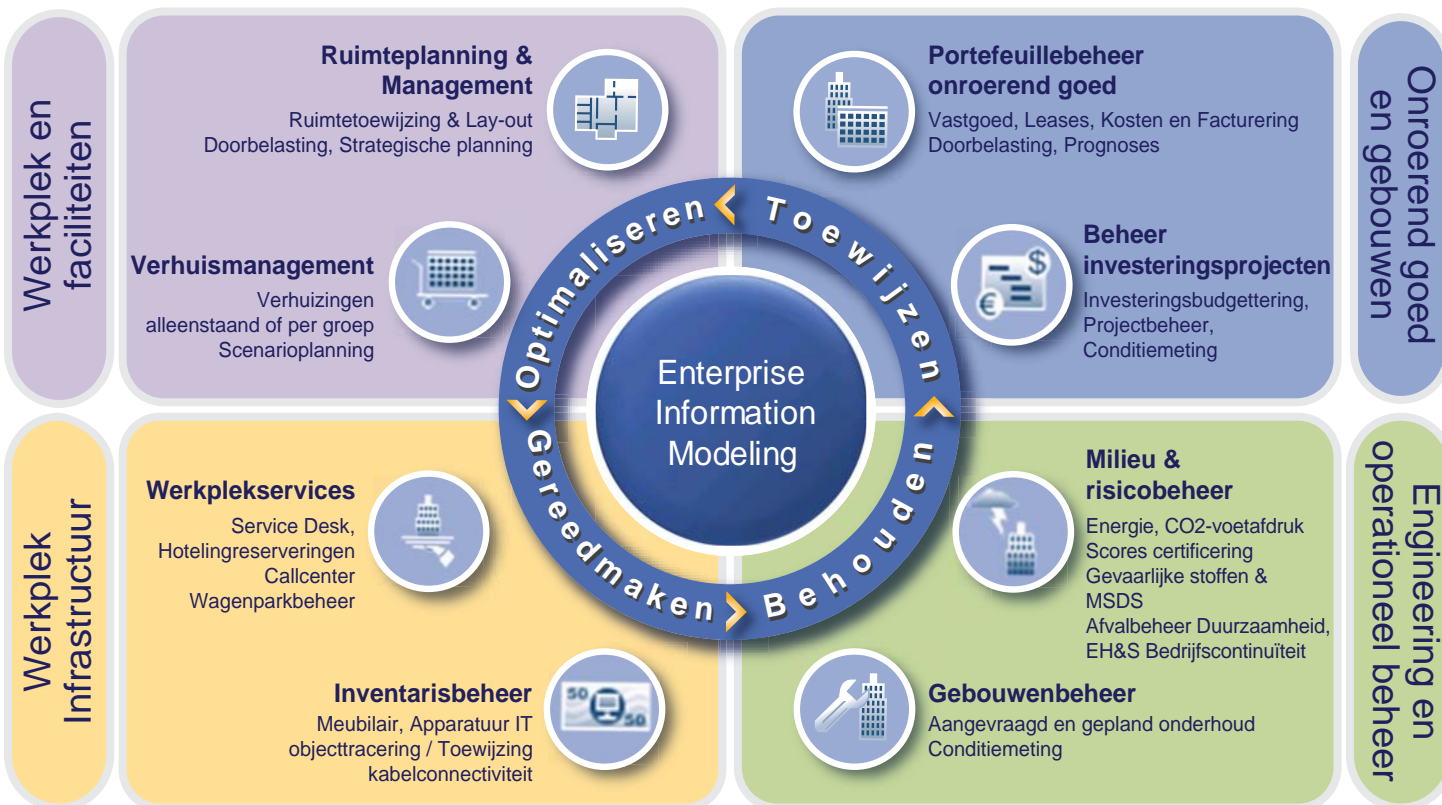 Werkplek en
faciliteiten
Ruimteplanning &
Management
Ruimtetoewijzing & Lay-out
Doorbelasting, Strategische planning
Verhuismanagement
Verhuizingen
alleenstaand of per groep
Scenarioplanning
Portefeuillebeheer
onroerend goed
Vastgoed, Leases, Kosten en Facturering
Doorbelasting, Prognoses
Beheer
investeringsprojecten
$
€
Investeringsbudgettering,
Projectbeheer,
Conditiemeting
Onroerend goed
en gebouwen
Optimaliseren
Toewijzen
Enterprise
Information
Modeling
Gereedmaken
Behouden
Werkplek
Infrastructuur
Werkplekservices
Service Desk,
Hotelingreserveringen
Callcenter
Wagenparkbeheer
Inventarisbeheer
50
50
Meubilair, Apparatuur IT
objecttracering / Toewijzing
kabelconnectiviteit
Milieu &
risicobeheer
Energie, CO2-voetafdruk
Scores certificering
Gevaarlijke stoffen &
MSDS
Afvalbeheer Duurzaamheid,
EH&S Bedrijfscontinuïteit
Gebouwenbeheer
Aangevraagd en gepland onderhoud
Conditiemeting
Engineering en
operationeel beheer